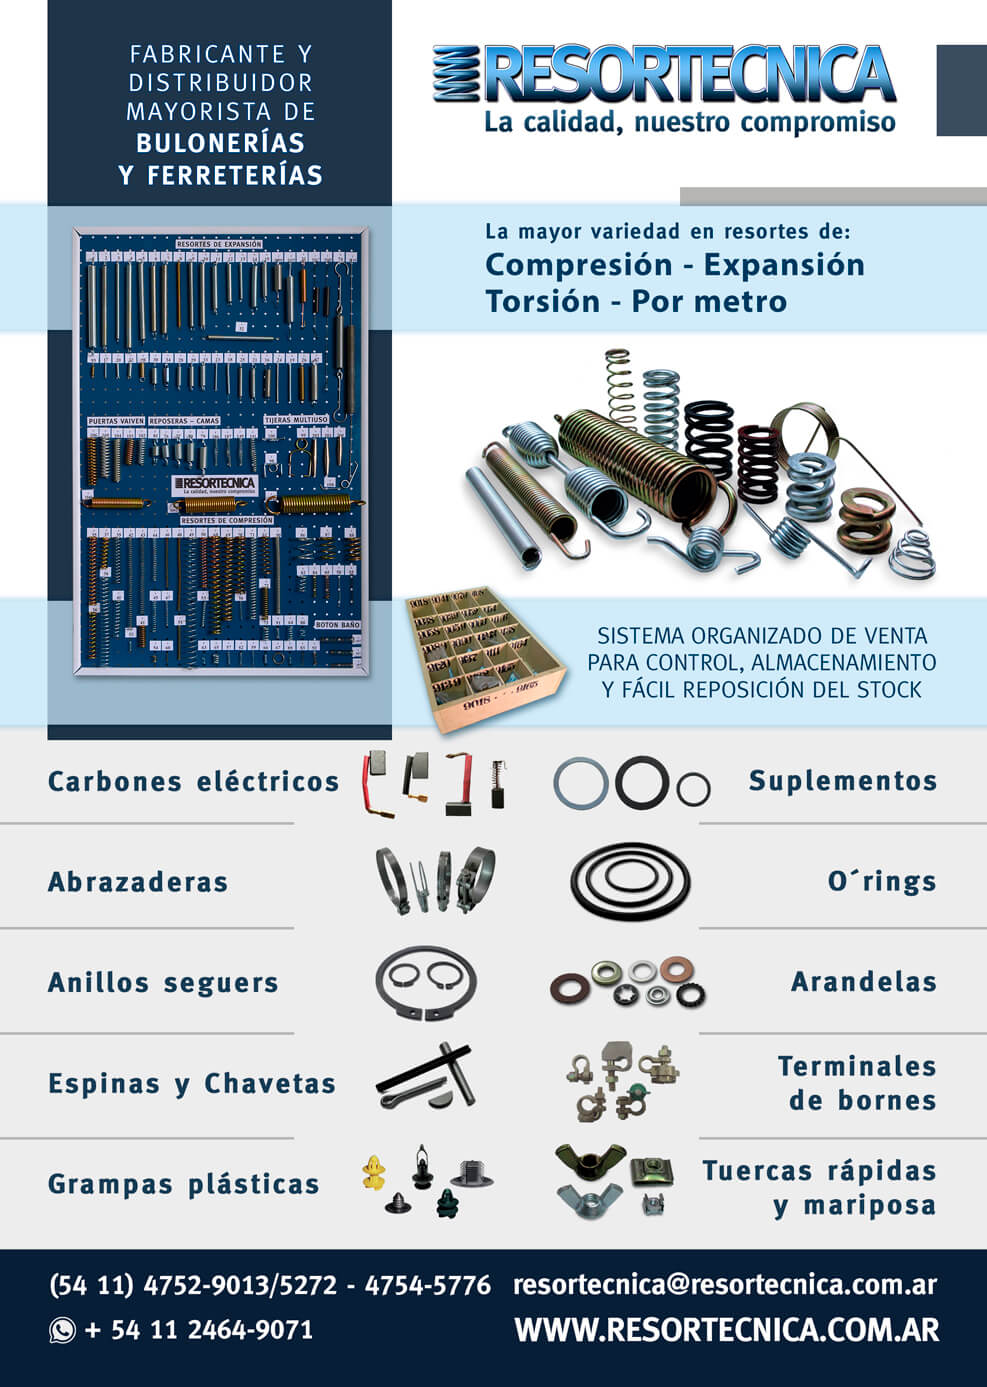 FABRICANTE Y
DISTRIBUIDOR
MAYORISTA DE
BULONERÍAS
Y FERRETERÍAS
RESORTECNICA
La calidad, nuestro compromiso
La mayor variedad en resortes de:
Compresión - Expansión
Torsión - Por metro
RESORTES DE EXPANSIÓN
PUERTAS VAIVEN
REPOSERAS - CAMAS
TIJERAS MULTIUSO
RESORTECNICA
La calidad, nuestro compromiso
RESORTES DE COMPRESIÓN
BOTON BAÑO
9018 . . . 9165
SISTEMA ORGANIZADO DE VENTA
PARA CONTROL, ALMACENAMIENTO
Y FÁCIL REPOSICIÓN DEL STOCK
Carbones eléctricos
Suplementos
Abrazaderas
O´rings
Anillos seguers
Arandelas
Espinas y Chavetas
Terminales
de bornes
Grampas plásticas
Tuercas rápidas
y mariposa
(54 11) 4752-9013/5272 - 4754-5776
resortecnica@resortecnica.com.ar
+ 54 11 2464-9071
WWW.RESORTECNICA.COM.AR